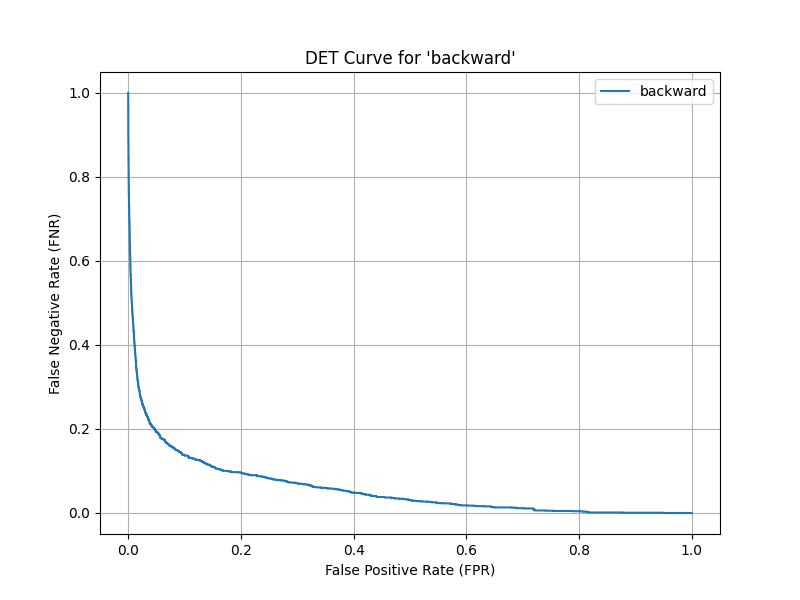 DET Curve for 'backward'
backward
1.0
0.8
0.6
0.4
0.2
0.0
False Negative Rate (FNR)
0.0 0.2 0.4 0.6 0.8 1.0
False Positive Rate (FPR)